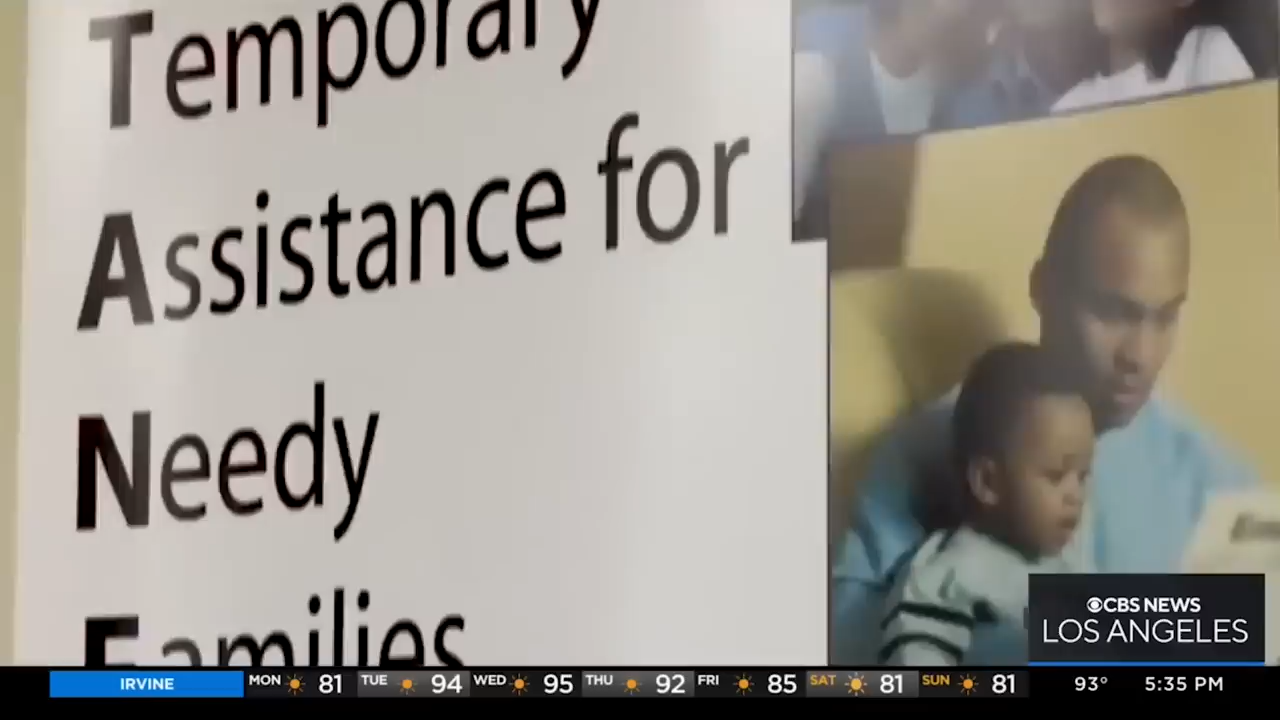 Temporary
Assistance for
Needy
Families
CBS NEWS
LOS ANGELES
IRVINE MON 81 TUE 94 WED 95 THU 92 FRI 85 SAT 81 SUN 81 93° 5:35 PM